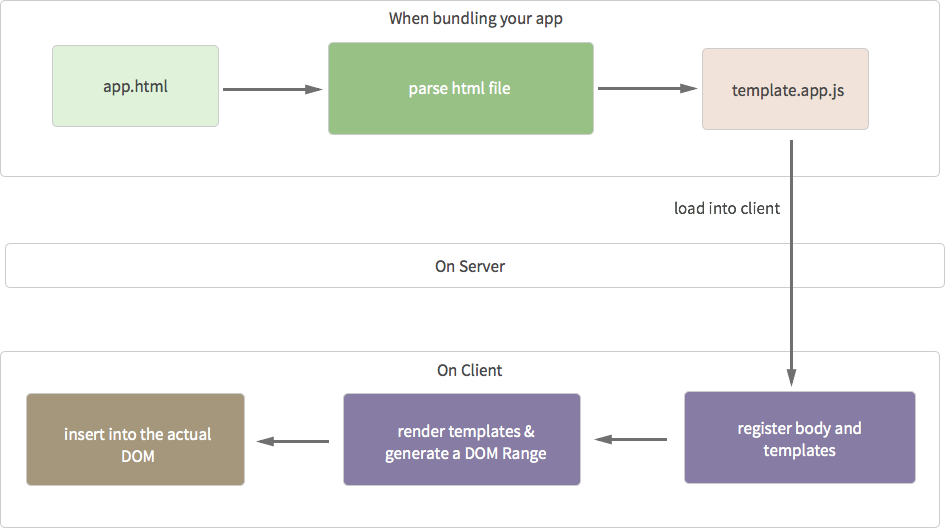 When bundling your app
app.html
parse html file
template.app.js
load into client
On Server
On Client
insert into the actual
DOM
render templates &
generate a DOM Range
register body and
templates